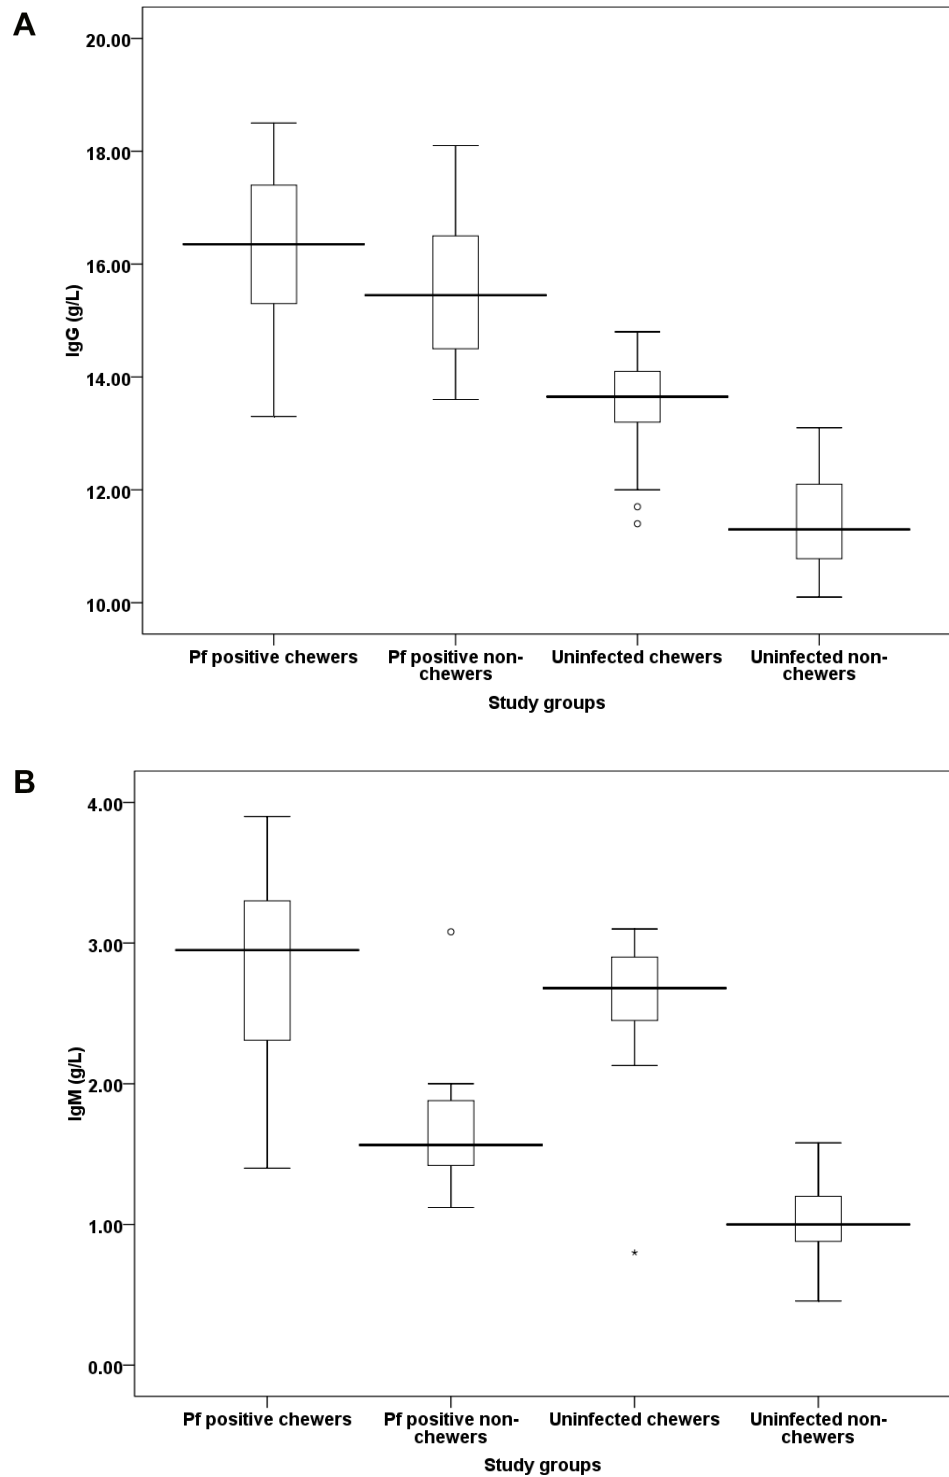 A
20.00
18.00
16.00
14.00
12.00
10.00
IgG (g/L)
Pf positive chewers
Pf positive non-
chewers
Uninfected chewers
Uninfected non-
chewers
Study groups
B
4.00
3.00
2.00
1.00
0.00
IgM (g/L)
Pf positive chewers
Pf positive non-
chewers
Uninfected chewers
Uninfected non-
chewers
Study groups